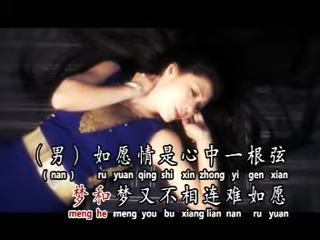 （男）如愿情是心中一根弦
(nan) ru yuan qing shi xin zhong yi gen xian
梦和梦又不相连难如愿
meng he meng you bu xiang lian nan ru yuan